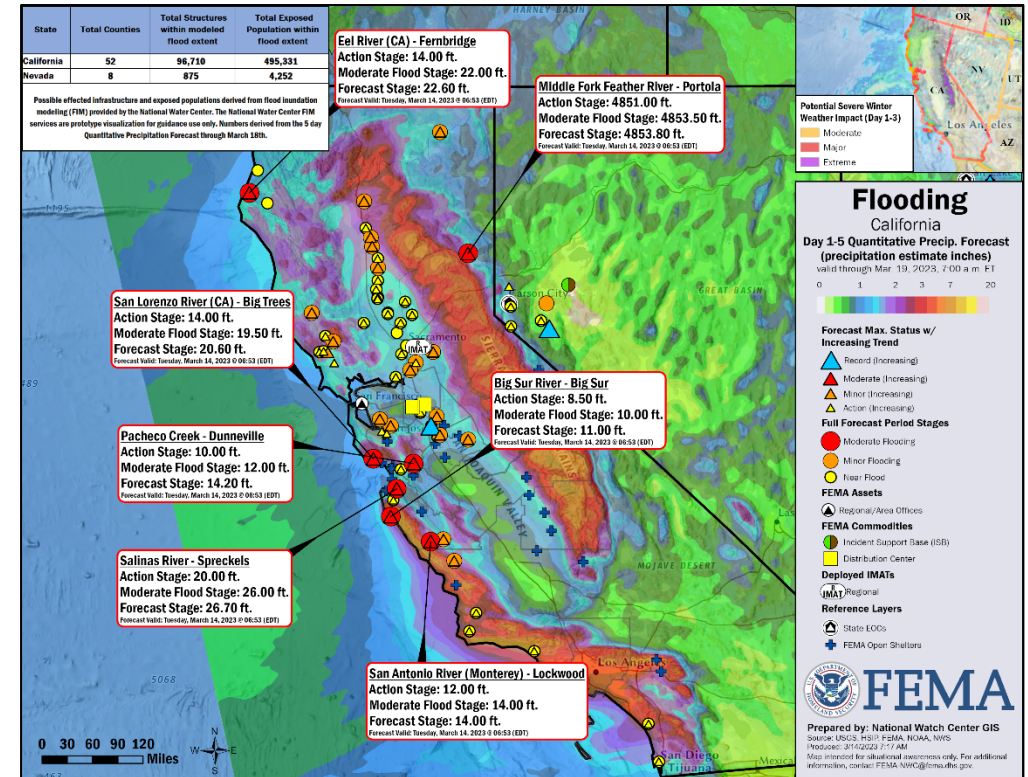 State Total Counties Total Structures within modeled flood extent Total Exposed Population within flood extent
California 52 96,710 495,331
Nevada 8 875 4,252
Possible effected infrastructure and exposed populations derived from flood inundation
modeling (FIM) provided by the National Water Center. The National Water Center FIM
services are prototype visualization for guidance use only. Numbers derived from the 5 day
Quantitative Precipitation Forecast through March 18th.
Eel River (CA) - Fernbridge
Action Stage: 14.00 ft.
Moderate Flood Stage: 22.00 ft.
Forecast Stage: 22.60 ft.
Forecast Valid: Tuesday, March 14, 2023 @ 06:53 (EDT)
Middle Fork Feather River - Portola
Action Stage: 4851.00 ft.
Moderate Flood Stage: 4853.50 ft.
Forecast Stage: 4853.80 ft.
Forecast Valid: Tuesday, March 14, 2023 @ 06:53 (EDT)
San Lorenzo River (CA) - Big Trees
Action Stage: 14.00 ft.
Moderate Flood Stage: 19.50 ft.
Forecast Stage: 20.60 ft.
Forecast Valid: Tuesday, March 14, 2023 @ 06:53 (EDT)
Big Sur River - Big Sur
Action Stage: 8.50 ft.
Moderate Flood Stage: 10.00 ft.
Forecast Stage: 11.00 ft.
Forecast Valid: Tuesday, March 14, 2023 @ 06:53 (EDT)
Pacheco Creek - Dunneville
Action Stage: 10.00 ft.
Moderate Flood Stage: 12.00 ft.
Forecast Stage: 14.20 ft.
Forecast Valid: Tuesday, March 14, 2023 @ 06:53 (EDT)
Salinas River - Spreckels
Action Stage: 20.00 ft.
Moderate Flood Stage: 26.00 ft.
Forecast Stage: 26.70 ft.
Forecast Valid: Tuesday, March 14, 2023 @ 06:53 (EDT)
San Antonio River (Monterey) - Lockwood
Action Stage: 12.00 ft.
Moderate Flood Stage: 14.00 ft.
Forecast Stage: 14.00 ft.
Forecast Valid: Tuesday, March 14, 2023 @ 06:53 (EDT)
HARNEY BASIN
GREAT BASIN
Carson City
Sacramento
R
IMAT
SAN JOAQUIN VALLEY
MOJAVE DESERT
Los Angeles
San Diego
Tijuana
5068
0 30 60 90 120
Miles
N
W E
S
OR
ID
NV
UT
CA
Los Angeles
AZ
Potential Severe Winter
Weather Impact (Day 1-3)
Moderate
Major
Extreme
Flooding
California
Day 1-5 Quantitative Precip. Forecast
(precipitation estimate inches)
valid through Mar. 19, 2023, 7:00 a.m. ET
0 1 1 2 3 7 20
Forecast Max. Status w/
Increasing Trend
Record (Increasing)
Moderate (Increasing)
Minor (Increasing)
Action (Increasing)
Full Forecast Period Stages
Moderate Flooding
Minor Flooding
Near Flood
FEMA Assets
Regional/Area Offices
FEMA Commodities
Incident Support Base (ISB)
Distribution Center
Deployed IMATs
R
IMAT
Regional
Reference Layers
State EOCs
FEMA Open Shelters
FEMA
Prepared by: National Watch Center GIS
Source: USGS, HSIP, FEMA, NOAA, NWS
Produced: 3/14/2023 7:17 AM
Map intended for situational awareness only. For additional
information, contact FEMA-NWC@fema.dhs.gov.